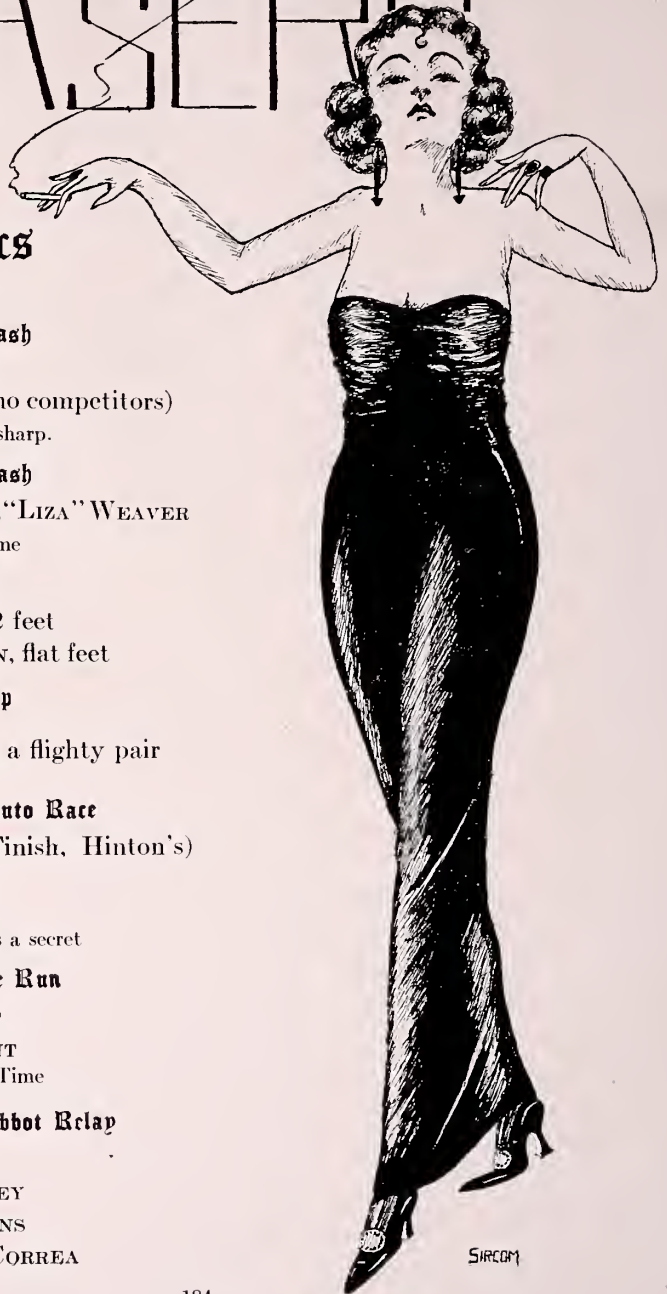 ASER
cs
ash
no competitors)
sharp.
ash
"LIZA" WEAVER
me
2 feet
N, flat feet
p
a flighty pair
uto Race
Finish, Hinton's)
s a secret
e Run
NT
Time
bbot Relay
EY
NS
CORREA
SIRCOM